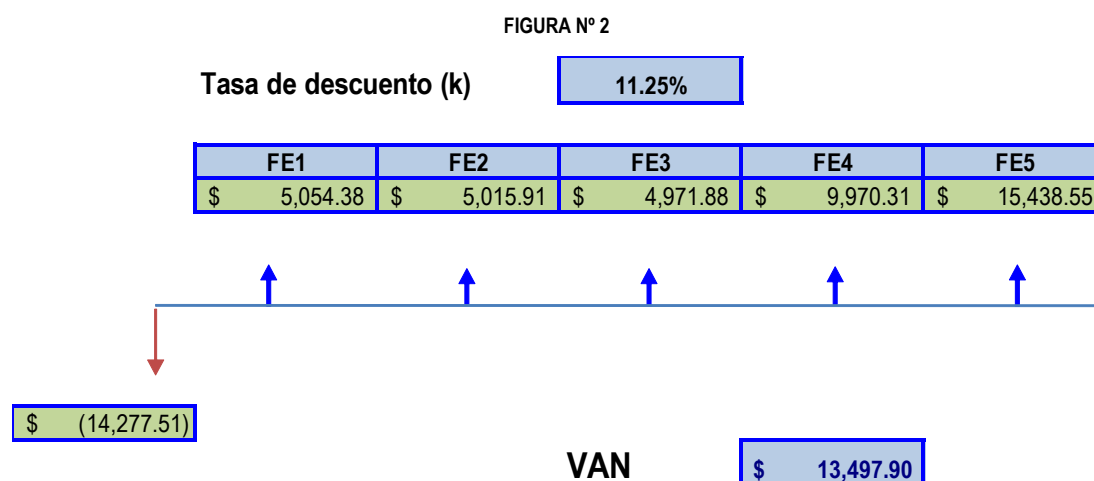 FIGURA Nº 2
Tasa de descuento (k) 11.25%
FE1 FE2 FE3 FE4 FE5
$ 5,054.38 $ 5,015.91 $ 4,971.88 $ 9,970.31 $ 15,438.55
$ (14,277.51)
VAN $ 13,497.90